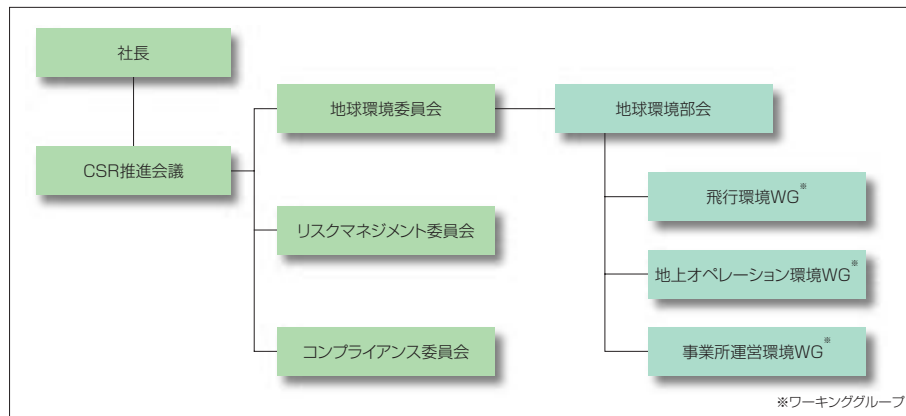 社長
CSR推進会議
地球環境委員会
地球環境部会
リスクマネジメント委員会
コンプライアンス委員会
飛行環境WG※
地上オペレーション環境WG※
事業所運営環境WG※
※ワーキンググループ